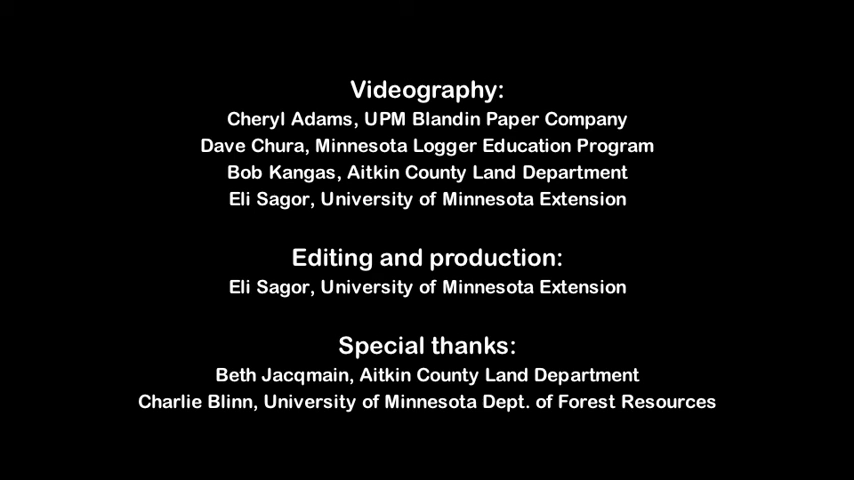 Videography:
Cheryl Adams, UPM Blandin Paper Company
Dave Chura, Minnesota Logger Education Program
Bob Kangas, Aitkin County Land Department
Eli Sagor, University of Minnesota Extension
Editing and production:
Eli Sagor, University of Minnesota Extension
Special thanks:
Beth Jacqmain, Aitkin County Land Department
Charlie Blinn, University of Minnesota Dept. of Forest Resources